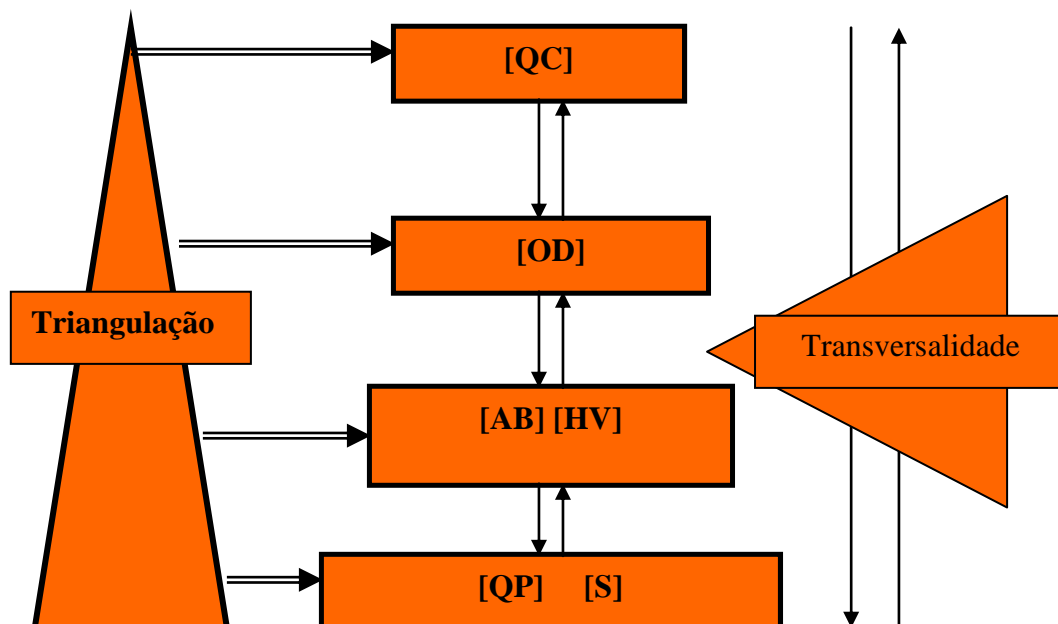 [QC]
[OD]
Triangulação
Transversalidade
[AB] [HV]
[QP] [S]